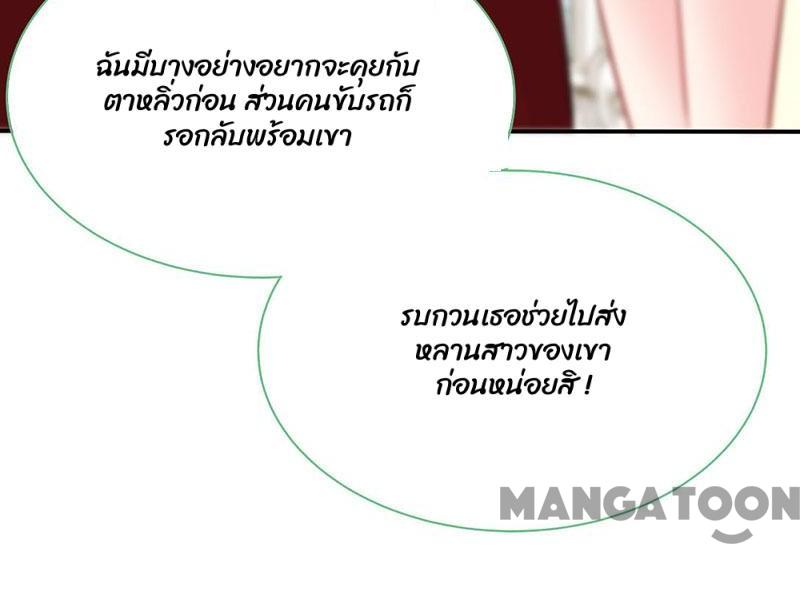 ฉันมีบางอย่างอยากจะคุยกับ
ตาหลิ่วก่อน ส่วนคนขับรถก็
รอกลับพร้อมเขา
รบกวนเธอช่วยไปส่ง
หลานสาวของเขา
ก่อนหน่อยสิ !
MANGATOON